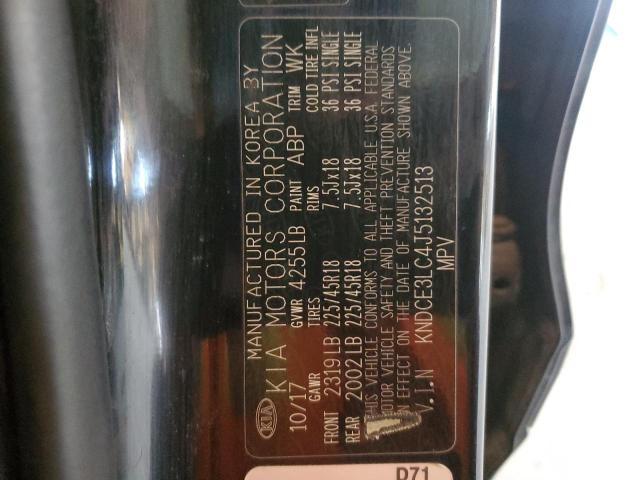 KIA
MANUFACTURED IN KOREA BY
KIA MOTORS CORPORATION
10/17 GVWR 4255LB PAINT ABP TRIM WK
GAWR TIRES RIMS COLD TIRE INFL
FRONT 2319LB 225/45R18 7.5Jx18 36 PSI SINGLE
REAR 2002LB 225/45R18 7.5Jx18 36 PSI SINGLE
THIS VEHICLE CONFORMS TO ALL APPLICABLE U.S.A. FEDERAL
MOTOR VEHICLE SAFETY AND THEFT PREVENTION STANDARDS
IN EFFECT ON THE DATE OF MANUFACTURE SHOWN ABOVE.
V.I.N KNDCE3LC4J5132513
MPV
D71